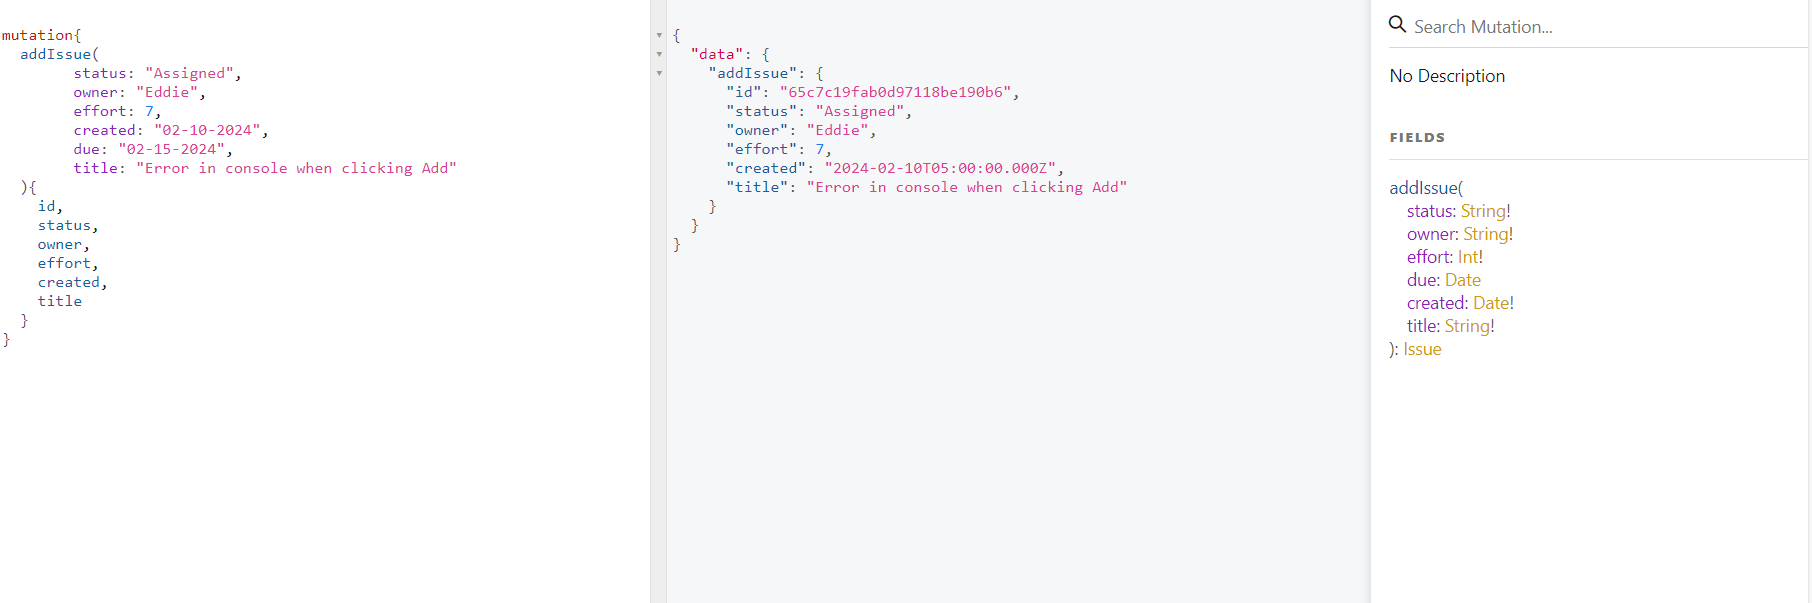 mutation{
addIssue(
status: "Assigned",
owner: "Eddie",
effort: 7,
created: "02-10-2024",
due: "02-15-2024",
title: "Error in console when clicking Add"
){
id,
status,
owner,
effort,
created,
title
}
}
{
"data": {
"addIssue": {
"id": "65c7c19fab0d97118be190b6",
"status": "Assigned",
"owner": "Eddie",
"effort": 7,
"created": "2024-02-10T05:00:00.000Z",
"title": "Error in console when clicking Add"
}
}
}
Search Mutation...
No Description
FIELDS
addIssue(
status: String!
owner: String!
effort: Int!
due: Date
created: Date!
title: String!
): Issue